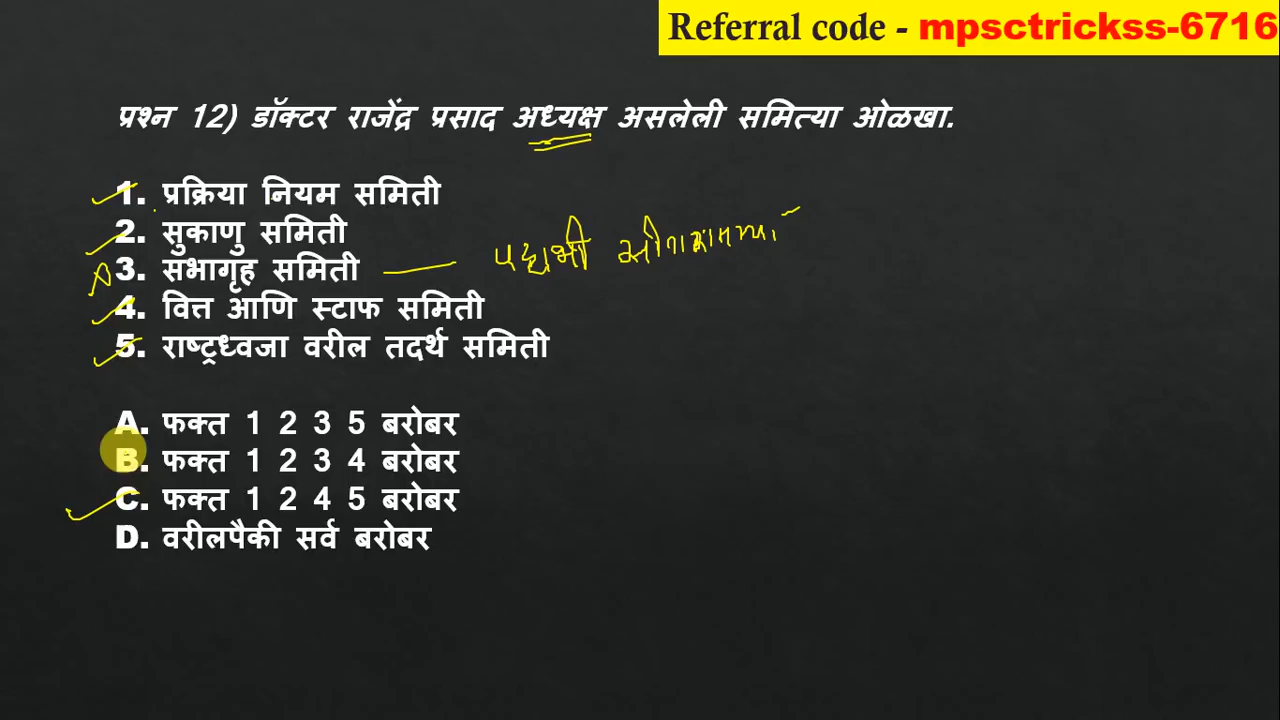 Referral code - mpsctrickss-6716
प्रश्न 12) डॉक्टर राजेंद्र प्रसाद अध्यक्ष असलेली समित्या ओळखा.
1. प्रक्रिया नियम समिती
2. सुकाणु समिती
3. सभागृह समिती
4. वित्त आणि स्टाफ समिती
5. राष्ट्रध्वजा वरील तदर्थ समिती
A. फक्त 1 2 3 5 बरोबर
B. फक्त 1 2 3 4 बरोबर
C. फक्त 1 2 4 5 बरोबर
D. वरीलपैकी सर्व बरोबर